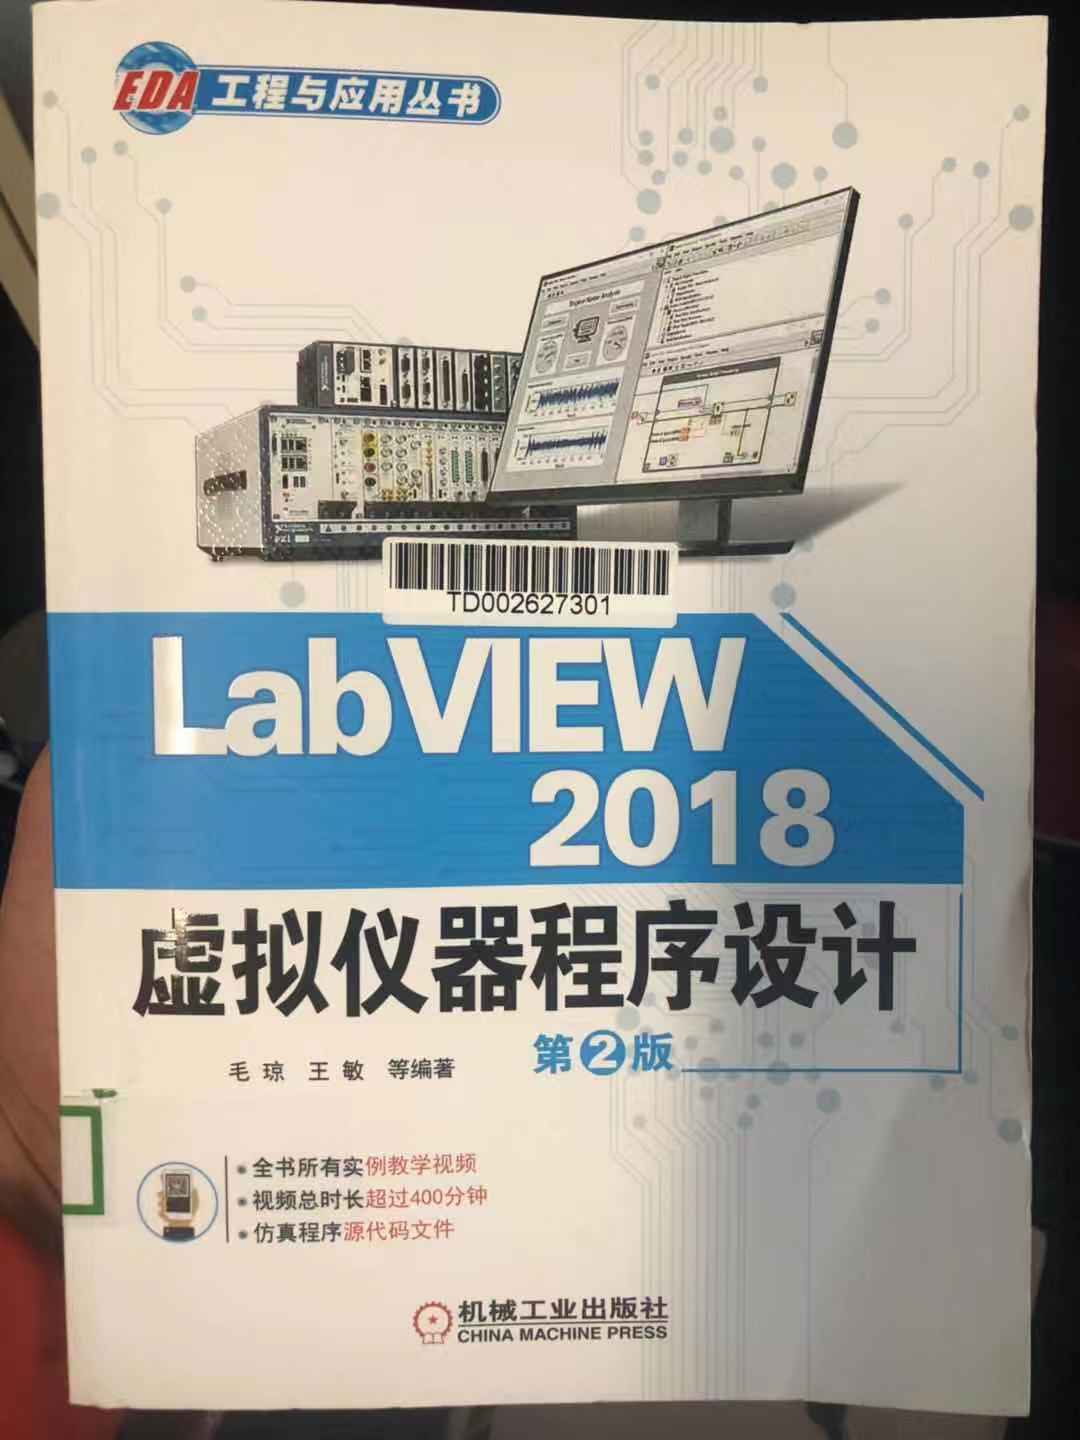 EDA 工程与应用丛书
TD002627301
LabVIEW
2018
虚拟仪器程序设计
第2版
毛琼 王敏 等编著
全书所有实例教学视频
视频总时长超过400分钟
仿真程序源代码文件
机械工业出版社
CHINA MACHINE PRESS